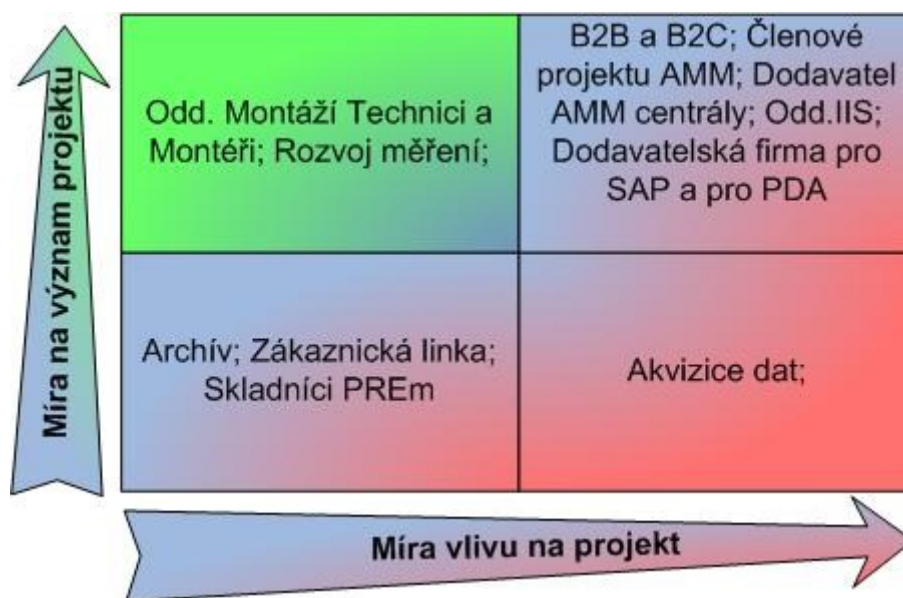 Míra na význam projektu
Odd. Montáží Technici a
Montéři; Rozvoj měření;
B2B a B2C; Členové
projektu AMM; Dodavatel
AMM centrály; Odd.IIS;
Dodavatelská firma pro
SAP a pro PDA
Archív; Zákaznická linka;
Skladníci PREm
Akvizice dat;
Míra vlivu na projekt